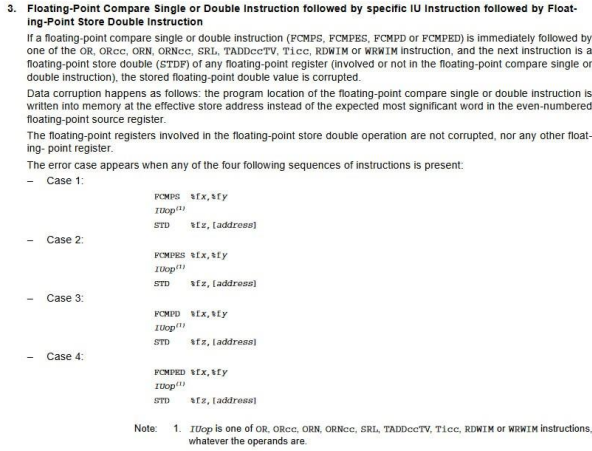 3. Floating-Point Compare Single or Double Instruction followed by specific IU Instruction followed by Float-
ing-Point Store Double Instruction
If a floating-point compare single or double instruction (FCMPS, FCMPES, FCMPD or FCMPED) is immediately followed by
one of the OR, ORcc, ORN, ORNcc, SRL, TADDccTV, Ticc, RDWIM or WRWIM instruction, and the next instruction is a
floating-point store double (STDF) of any floating-point register (involved or not in the floating-point compare single or
double instruction), the stored floating-point double value is corrupted.
Data corruption happens as follows: the program location of the floating-point compare single or double instruction is
written into memory at the effective store address instead of the expected most significant word in the even-numbered
floating-point source register.
The floating-point registers involved in the floating-point store double operation are not corrupted, nor any other float-
ing- point register.
The error case appears when any of the four following sequences of instructions is present:
– Case 1:
FCMPS %fx,%fy
IUop(1)
STD %fz,[address]
– Case 2:
FCMPES %fx,%fy
IUop(1)
STD %fz,[address]
– Case 3:
FCMPD %fx,%fy
IUop(1)
STD %fz,[address]
– Case 4:
FCMPED %fx,%fy
IUop(1)
STD %fz,[address]
Note: 1. IUop is one of OR, ORcc, ORN, ORNcc, SRL, TADDccTV, Ticc, RDWIM or WRWIM instructions,
whatever the operands are.